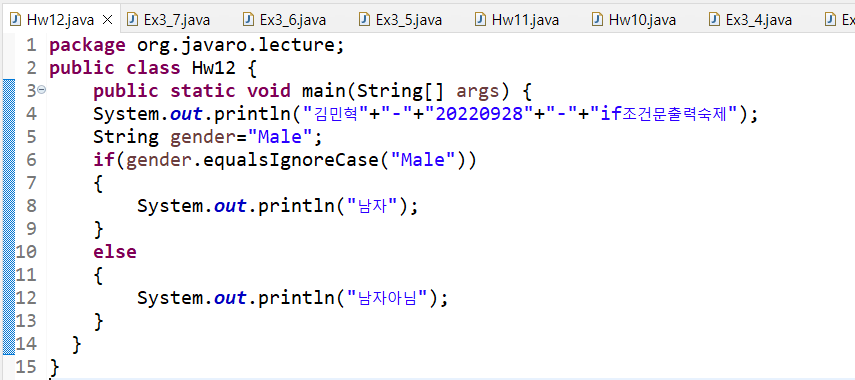 Hw12.java Ex3_7.java Ex3_6.java Ex3_5.java Hw11.java Hw10.java Ex3_4.java Ex
1 package org.javaro.lecture;
2 public class Hw12 {
3 public static void main(String[] args) {
4 System.out.println("김민혁"+"-"+"20220928"+"-"+"if조건문출력숙제");
5 String gender="Male";
6 if(gender.equalsIgnoreCase("Male"))
7 {
8 System.out.println("남자");
9 }
10 else
11 {
12 System.out.println("남자아님");
13 }
14 }
15 }